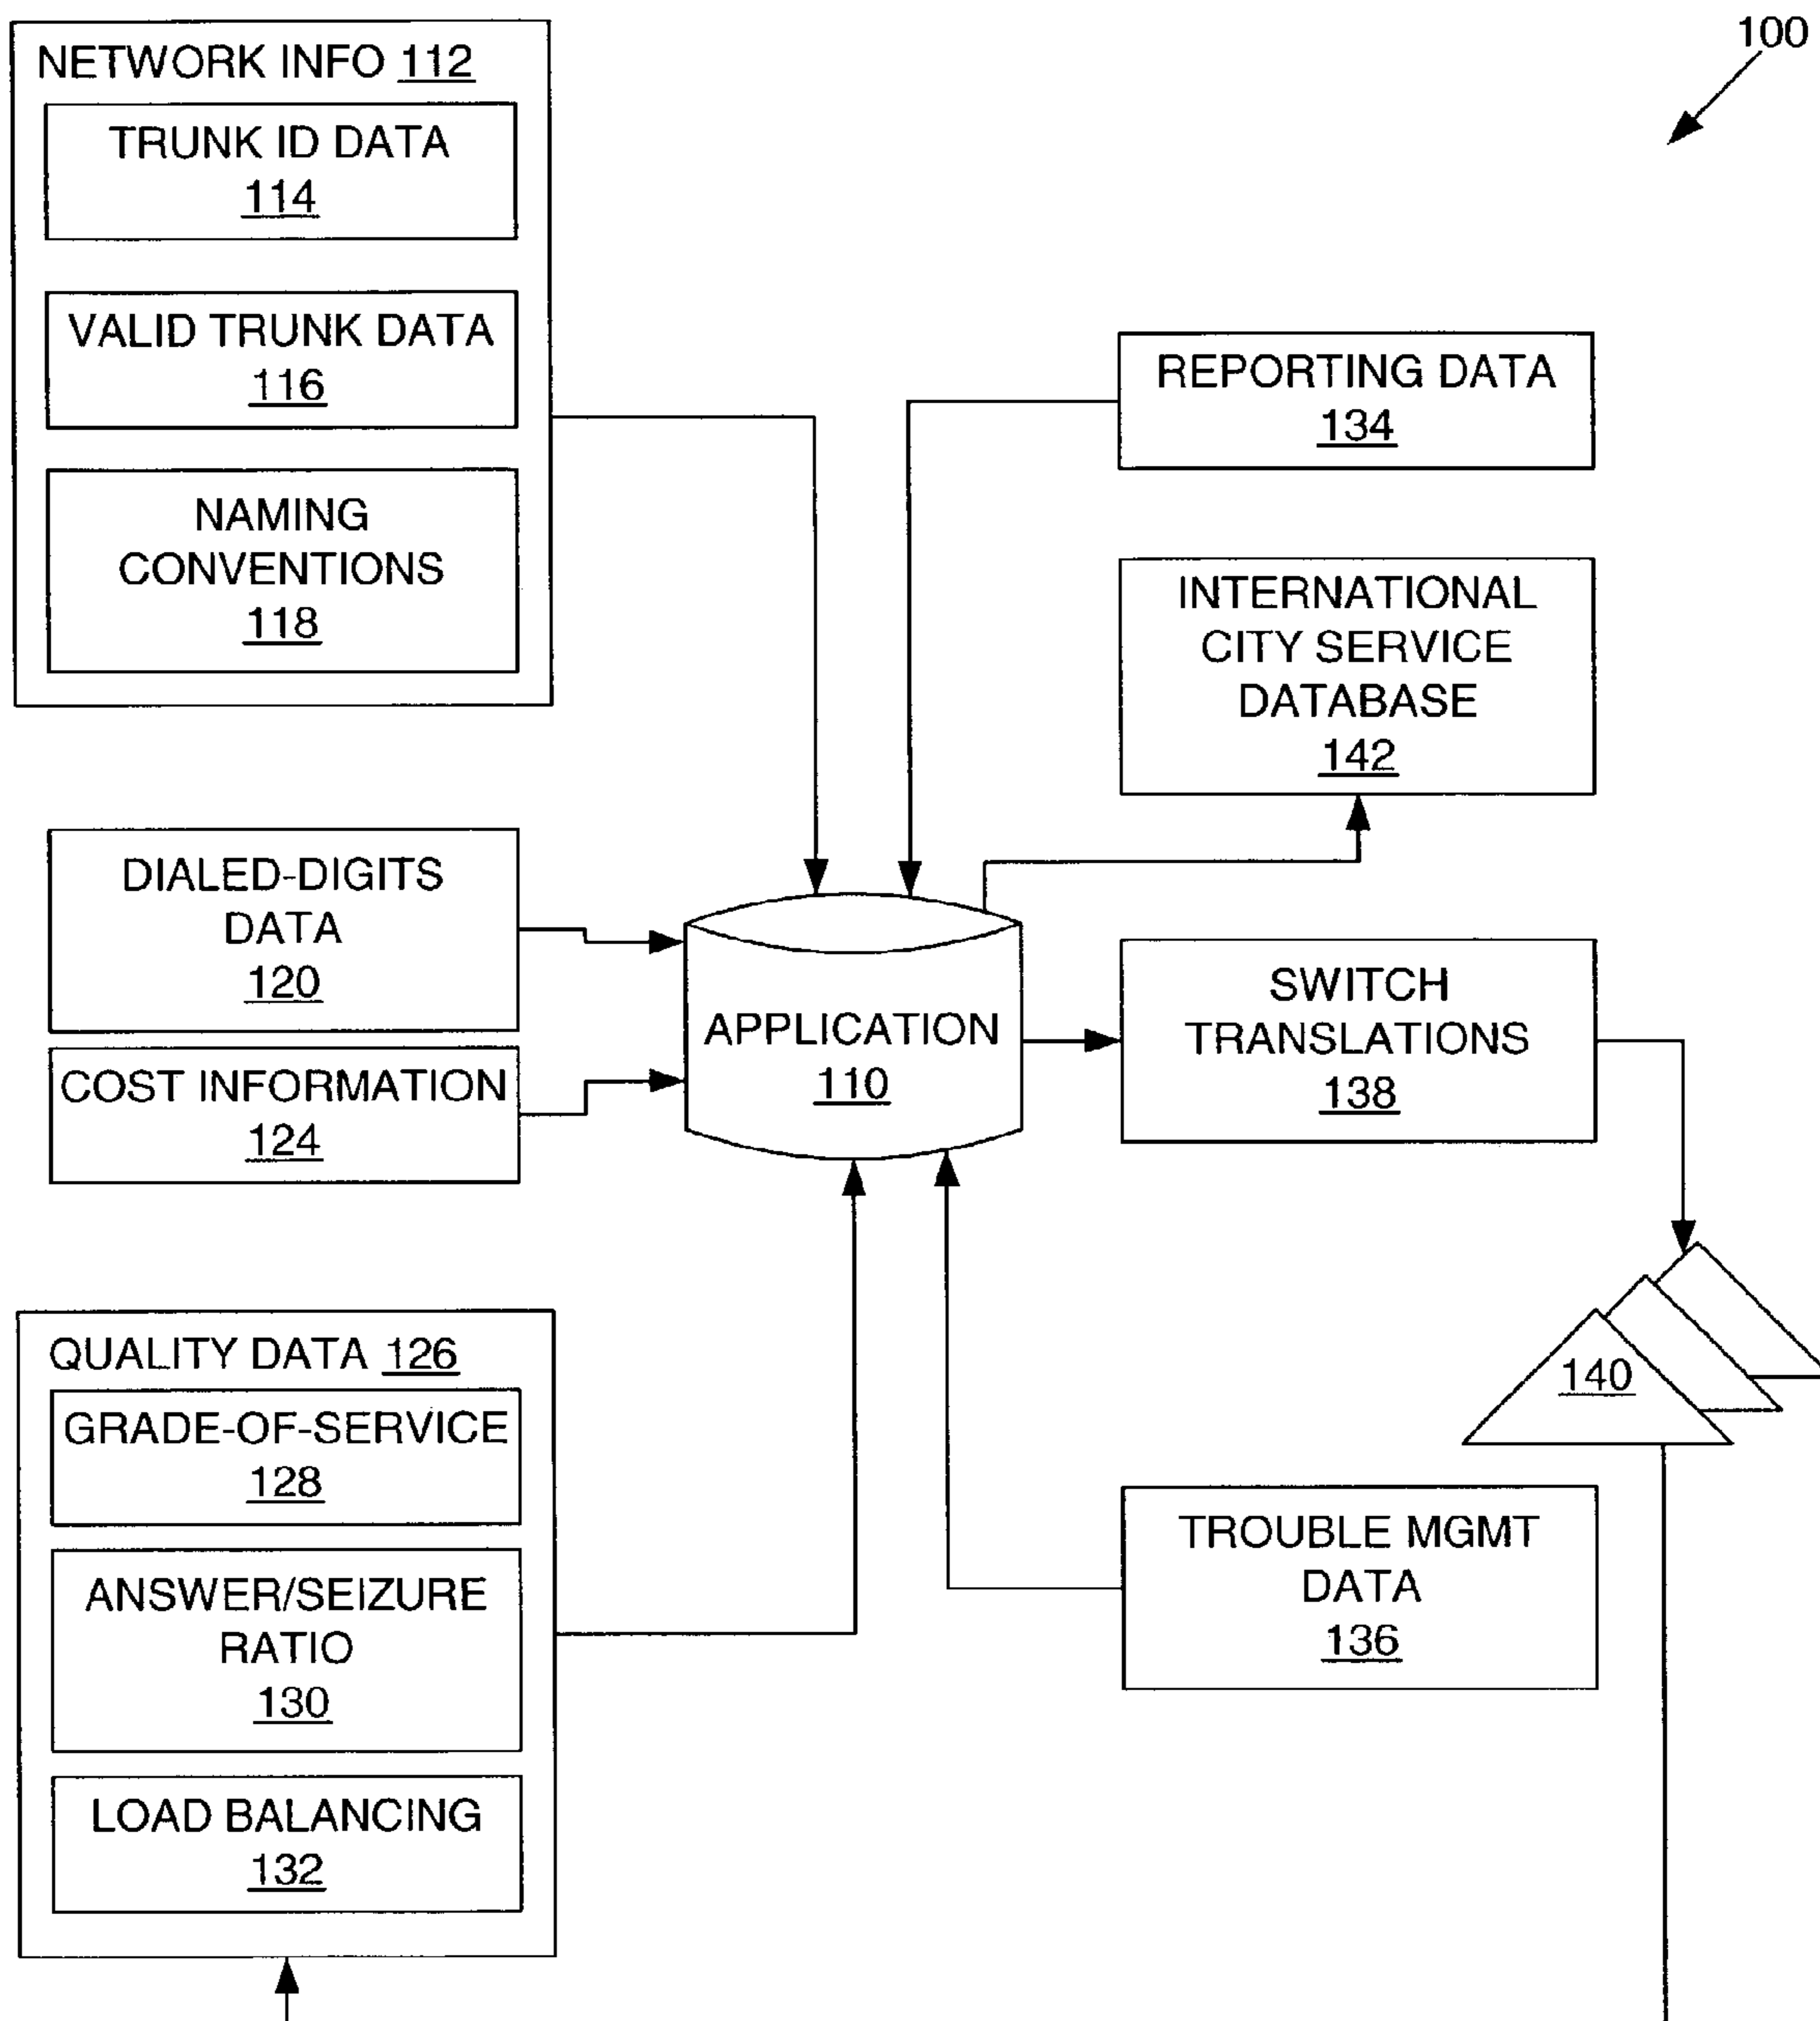 100
NETWORK INFO 112
TRUNK ID DATA
114
VALID TRUNK DATA
116
NAMING
CONVENTIONS
118
REPORTING DATA
134
INTERNATIONAL
CITY SERVICE
DATABASE
142
DIALED-DIGITS
DATA
120
COST INFORMATION
124
APPLICATION
110
SWITCH
TRANSLATIONS
138
140
QUALITY DATA 126
GRADE-OF-SERVICE
128
ANSWER/SEIZURE
RATIO
130
LOAD BALANCING
132
TROUBLE MGMT
DATA
136